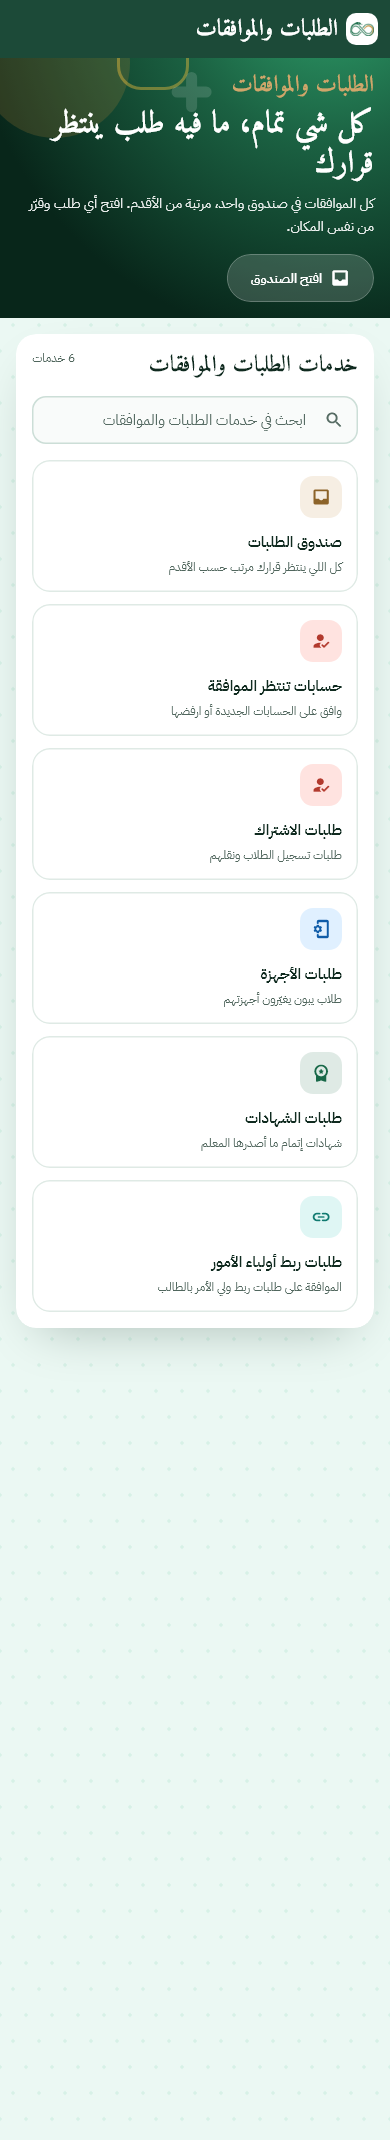 الطلبات والموافقات
الطلبات والموافقات
كل شي تمام، ما فيه طلب ينتظر
قرارك
كل الموافقات في صندوق واحد، مرتبة من الأقدم. افتح أي طلب وقرّر
من نفس المكان.
افتح الصندوق
خدمات الطلبات والموافقات
6 خدمات
ابحث في خدمات الطلبات والموافقات
صندوق الطلبات
كل اللي ينتظر قرارك مرتب حسب الأقدم
حسابات تنتظر الموافقة
وافق على الحسابات الجديدة أو ارفضها
طلبات الاشتراك
طلبات تسجيل الطلاب ونقلهم
طلبات الأجهزة
طلاب يبون يغيّرون أجهزتهم
طلبات الشهادات
شهادات إتمام ما أصدرها المعلم
طلبات ربط أولياء الأمور
الموافقة على طلبات ربط ولي الأمر بالطالب